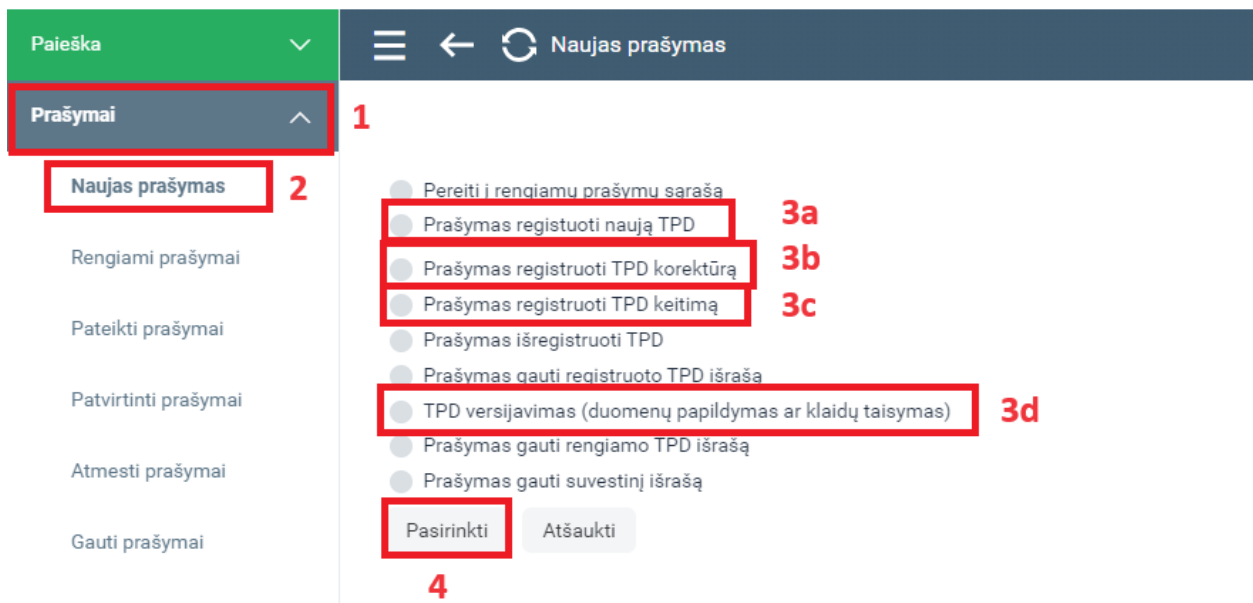 Paieška
Naujas prašymas
Prašymai
1
Naujas prašymas
2
Rengiami prašymai
Pateikti prašymai
Patvirtinti prašymai
Atmesti prašymai
Gauti prašymai
Pereiti į rengiamų prašymų sąrašą
Prašymas registuoti naują TPD
3a
Prašymas registruoti TPD korektūrą
3b
Prašymas registruoti TPD keitimą
3c
Prašymas išregistruoti TPD
Prašymas gauti registruoto TPD išrašą
TPD versijavimas (duomenų papildymas ar klaidų taisymas)
3d
Prašymas gauti rengiamo TPD išrašą
Prašymas gauti suvestinį išrašą
Pasirinkti
Atšaukti
4